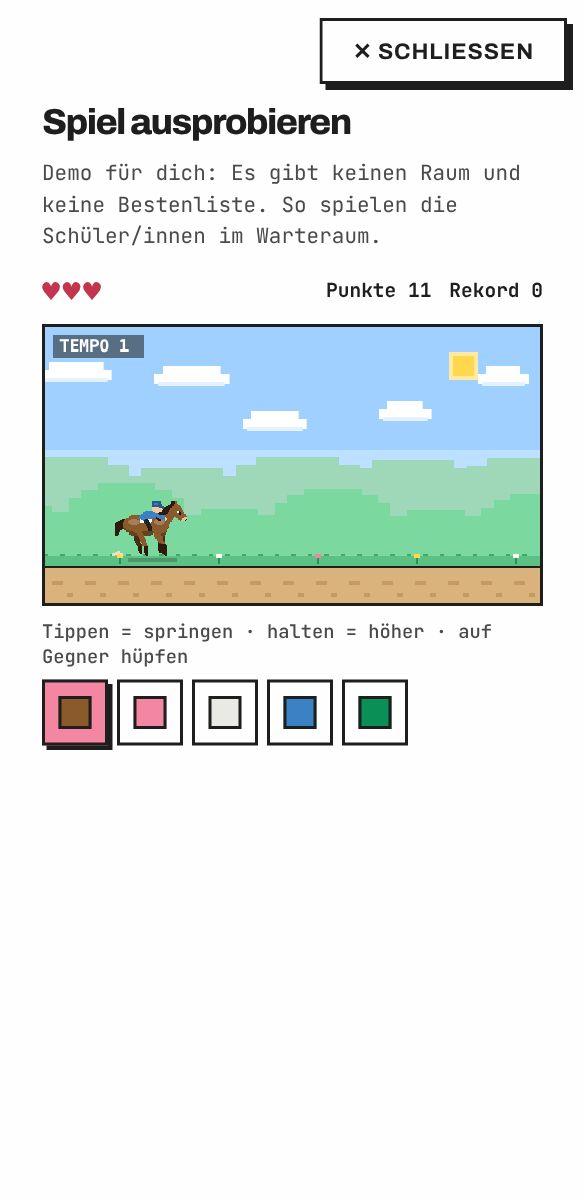 ✕ SCHLIESSEN
Spiel ausprobieren
Demo für dich: Es gibt keinen Raum und
keine Bestenliste. So spielen die
Schüler/innen im Warteraum.
♥♥♥ Punkte 11 Rekord 0
TEMPO 1
Tippen = springen · halten = höher · auf
Gegner hüpfen